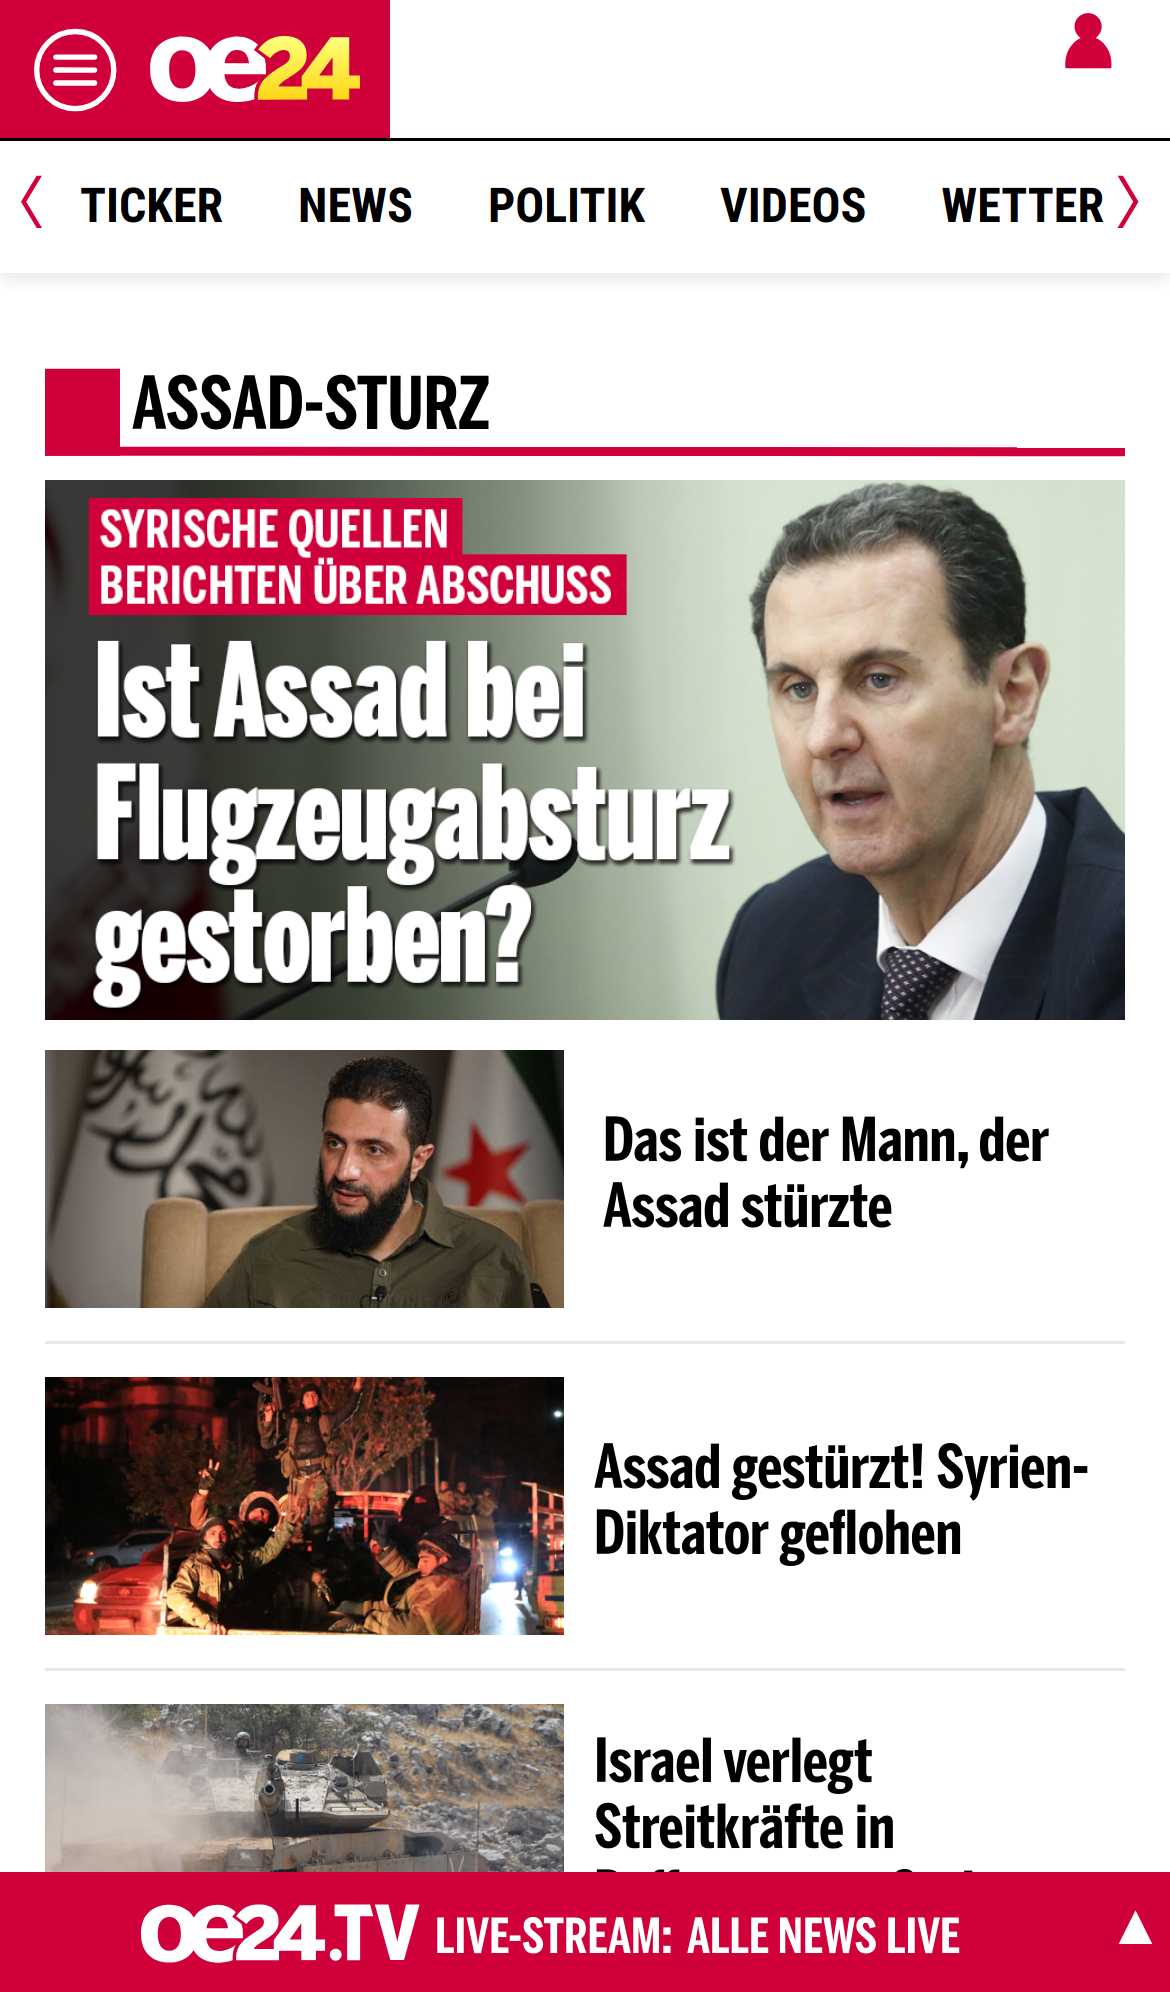 oe24
TICKER
NEWS
POLITIK
VIDEOS
WETTER
ASSAD-STURZ
SYRISCHE QUELLEN
BERICHTEN ÜBER ABSCHUSS
Ist Assad bei
Flugzeugabsturz
gestorben?
Das ist der Mann, der
Assad stürzte
Assad gestürzt! Syrien-
Diktator geflohen
Israel verlegt
Streitkräfte in
oe24.TV LIVE-STREAM: ALLE NEWS LIVE